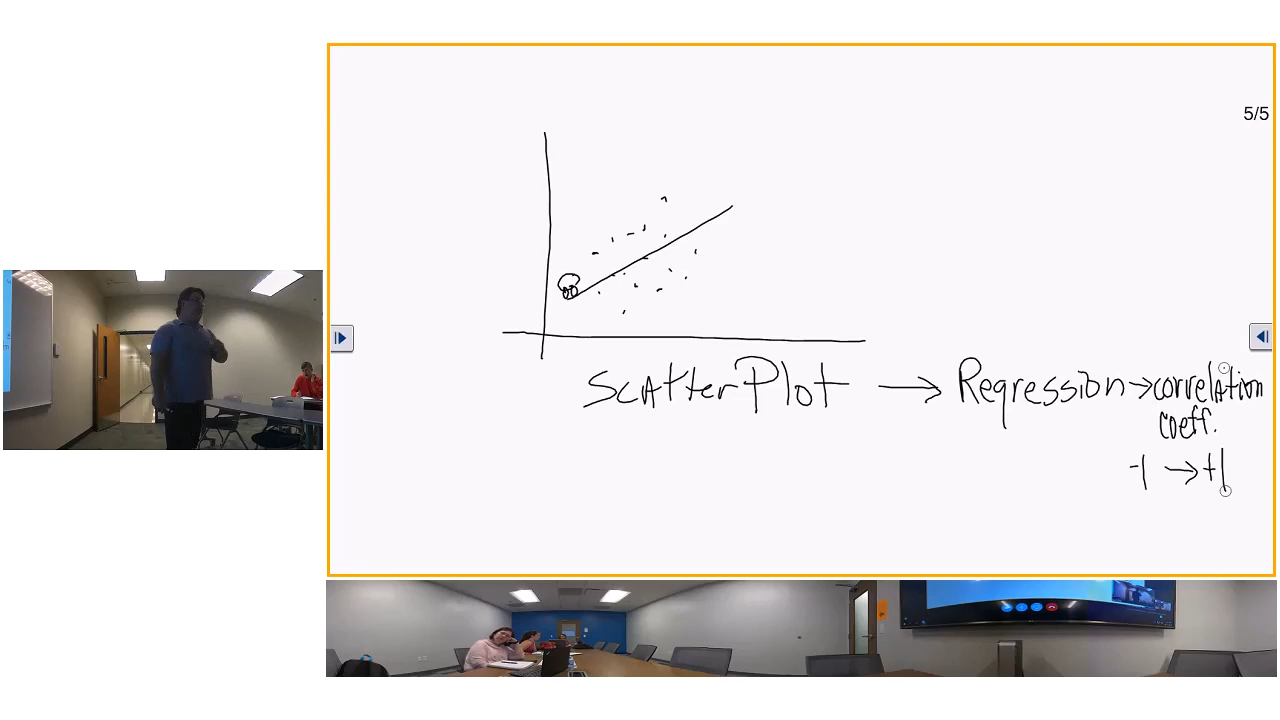 5/5
ScAtterPlot → Regression → correlAtion
coeff.
-1 → +1